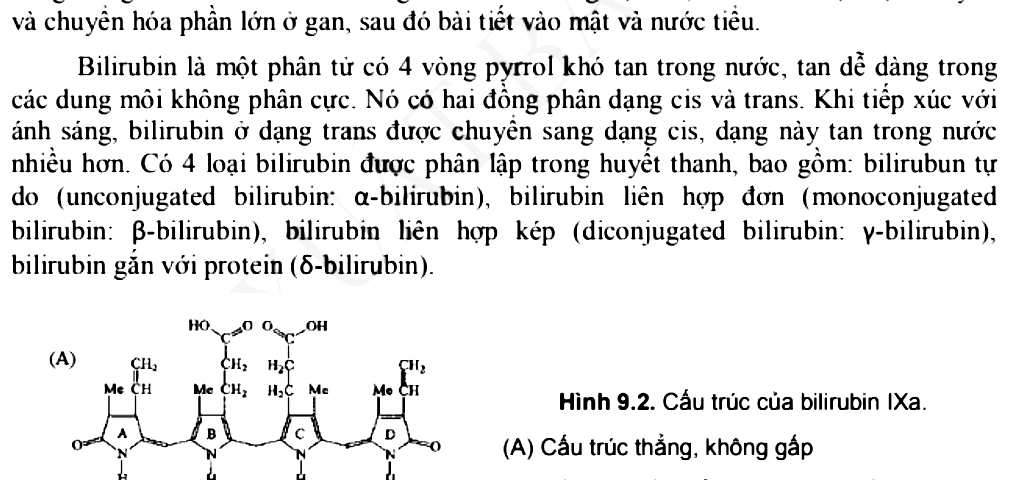 và chuyển hóa phần lớn ở gan, sau đó bài tiết vào mật và nước tiểu.
Bilirubin là một phân tử có 4 vòng pyrrol khó tan trong nước, tan dễ dàng trong
các dung môi không phân cực. Nó có hai đồng phân dạng cis và trans. Khi tiếp xúc với
ánh sáng, bilirubin ở dạng trans được chuyển sang dạng cis, dạng này tan trong nước
nhiều hơn. Có 4 loại bilirubin được phân lập trong huyết thanh, bao gồm: bilirubun tự
do (unconjugated bilirubin: α-bilirubin), bilirubin liên hợp đơn (monoconjugated
bilirubin: β-bilirubin), bilirubin liên hợp kép (diconjugated bilirubin: γ-bilirubin),
bilirubin gắn với protein (δ-bilirubin).
HO O O OH
C C
(A) CH₂ CH₂ H₂C CH₂
Me CH Me CH₂ H₂C Me Me CH
Hình 9.2. Cấu trúc của bilirubin IXa.
A B C D
O N N N N O
(A) Cấu trúc thẳng, không gấp
H H H H